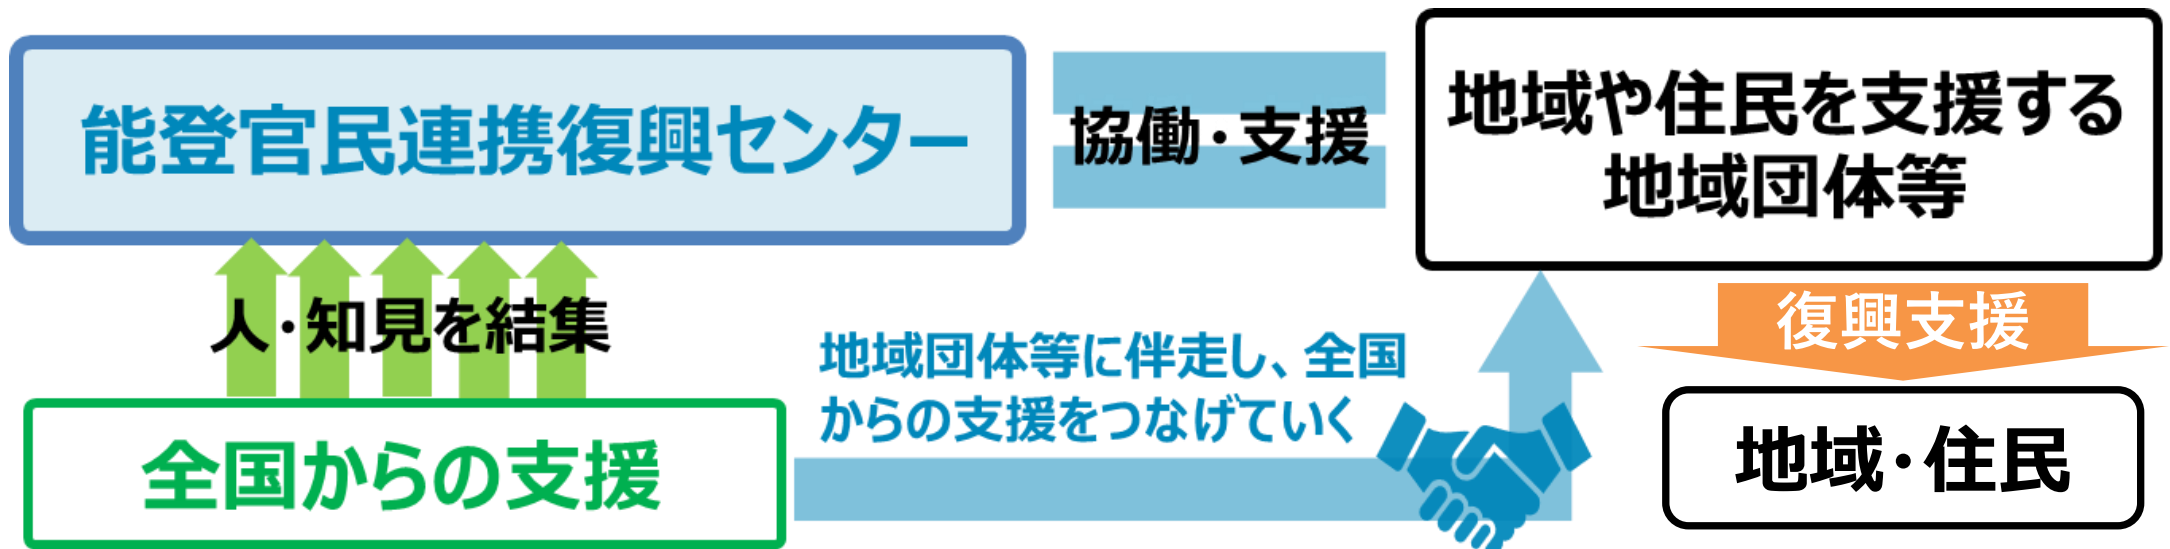 能登官民連携復興センター
協働・支援
地域や住民を支援する
地域団体等
人・知見を結集
復興支援
地域団体等に伴走し、全国
からの支援をつなげていく
全国からの支援
地域・住民